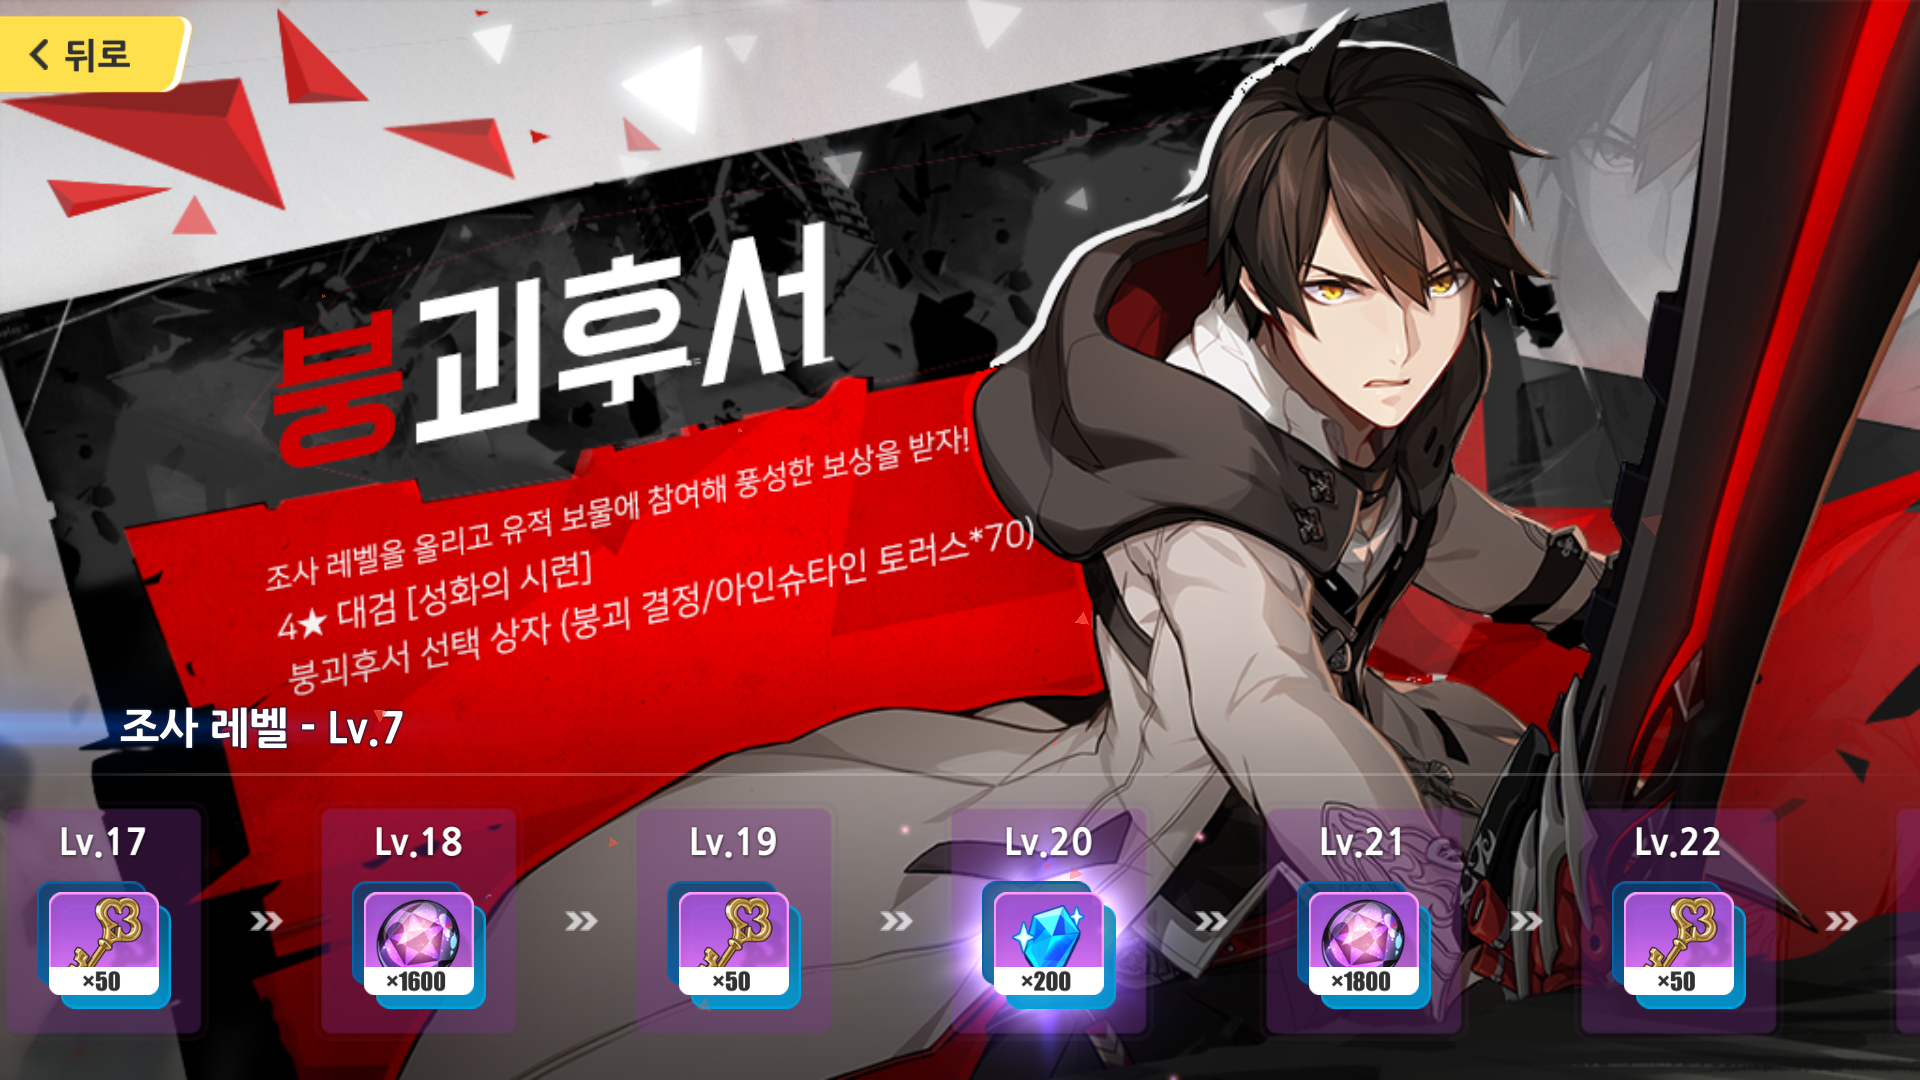 뒤로
붕괴후서
조사 레벨을 올리고 유적 보물에 참여해 풍성한 보상을 받자!
4★ 대검 [성화의 시련]
붕괴후서 선택 상자 (붕괴 결정/아인슈타인 토러스*70)
조사 레벨 - Lv.7
Lv.17 Lv.18 Lv.19 Lv.20 Lv.21 Lv.22
×50 ×1600 ×50 ×200 ×1800 ×50